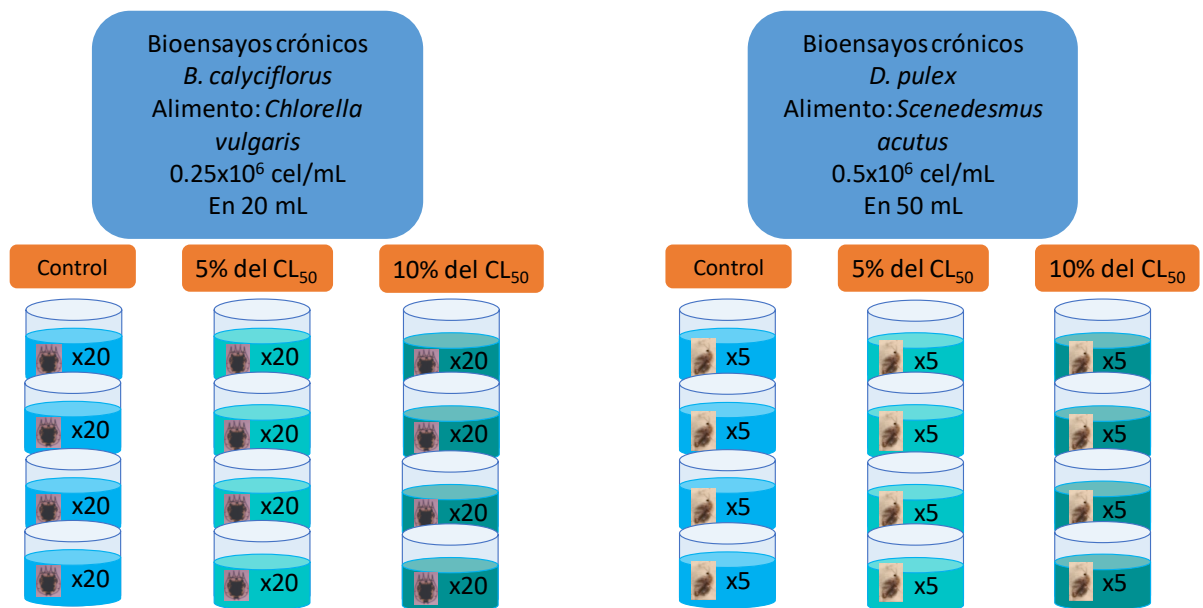 Bioensayos crónicos
B. calyciflorus
Alimento: Chlorella
vulgaris
0.25x10⁶ cel/mL
En 20 mL
Control
5% del CL₅₀
10% del CL₅₀
x20
x20
x20
x20
x20
x20
x20
x20
x20
x20
x20
x20
Bioensayos crónicos
D. pulex
Alimento: Scenedesmus
acutus
0.5x10⁶ cel/mL
En 50 mL
Control
5% del CL₅₀
10% del CL₅₀
x5
x5
x5
x5
x5
x5
x5
x5
x5
x5
x5
x5